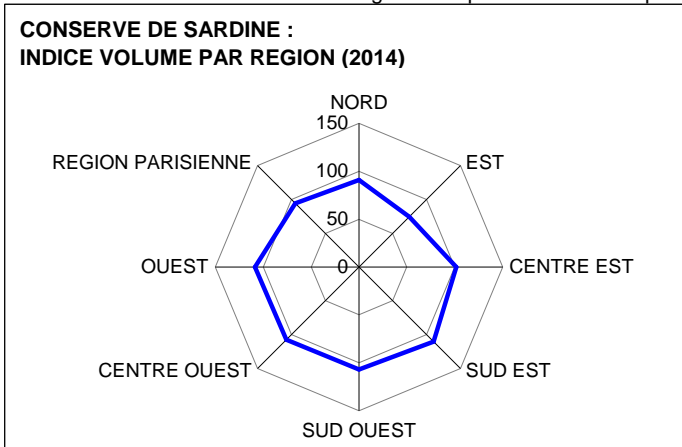 CONSERVE DE SARDINE :
INDICE VOLUME PAR REGION (2014)
NORD
150
REGION PARISIENNE
EST
100
50
OUEST
0
CENTRE EST
CENTRE OUEST
SUD EST
SUD OUEST